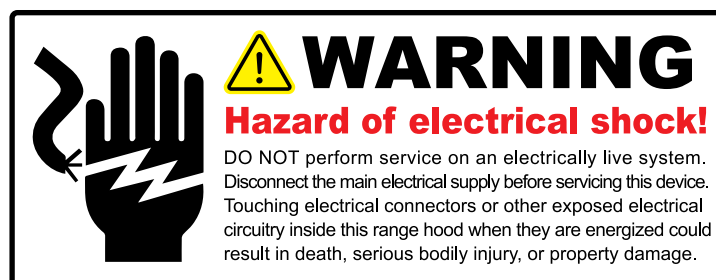 WARNING
Hazard of electrical shock!
DO NOT perform service on an electrically live system.
Disconnect the main electrical supply before servicing this device.
Touching electrical connectors or other exposed electrical
circuitry inside this range hood when they are energized could
result in death, serious bodily injury, or property damage.